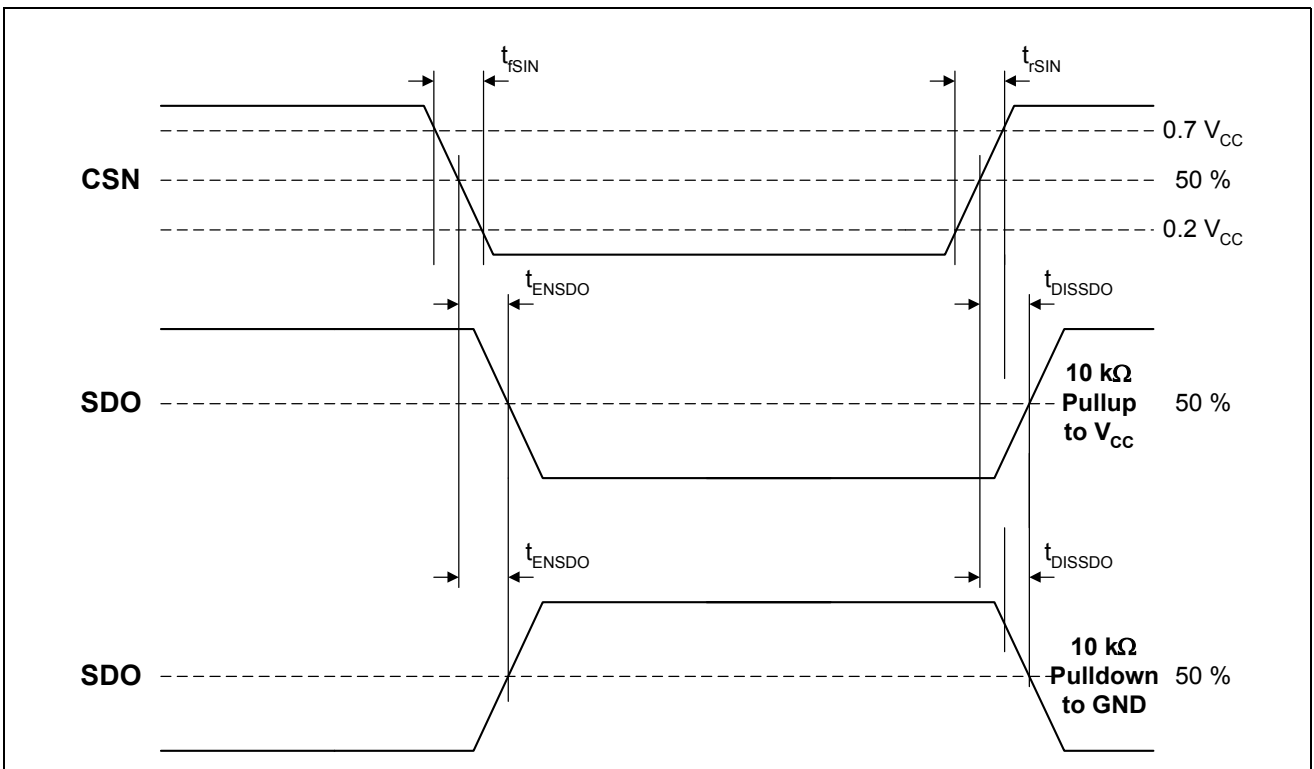 t_fSIN t_rSIN
0.7 V_CC
CSN 50 %
0.2 V_CC
t_ENSDO t_DISSDO
10 kΩ
Pullup
to V_CC
SDO 50 %
t_ENSDO t_DISSDO
10 kΩ
Pulldown
to GND
SDO 50 %